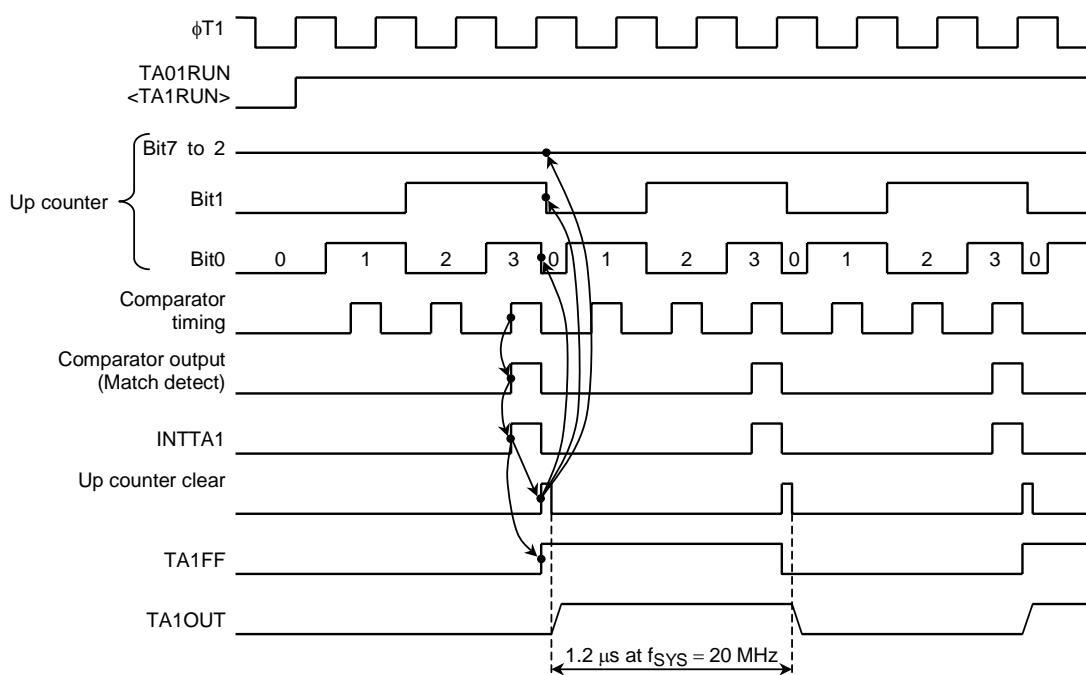 ϕT1
TA01RUN
<TA1RUN>
Bit7 to 2
Up counter
Bit1
Bit0
0 1 2 3 0 1 2 3 0 1 2 3 0
Comparator
timing
Comparator output
(Match detect)
INTTA1
Up counter clear
TA1FF
TA1OUT
1.2 μs at fSYS = 20 MHz